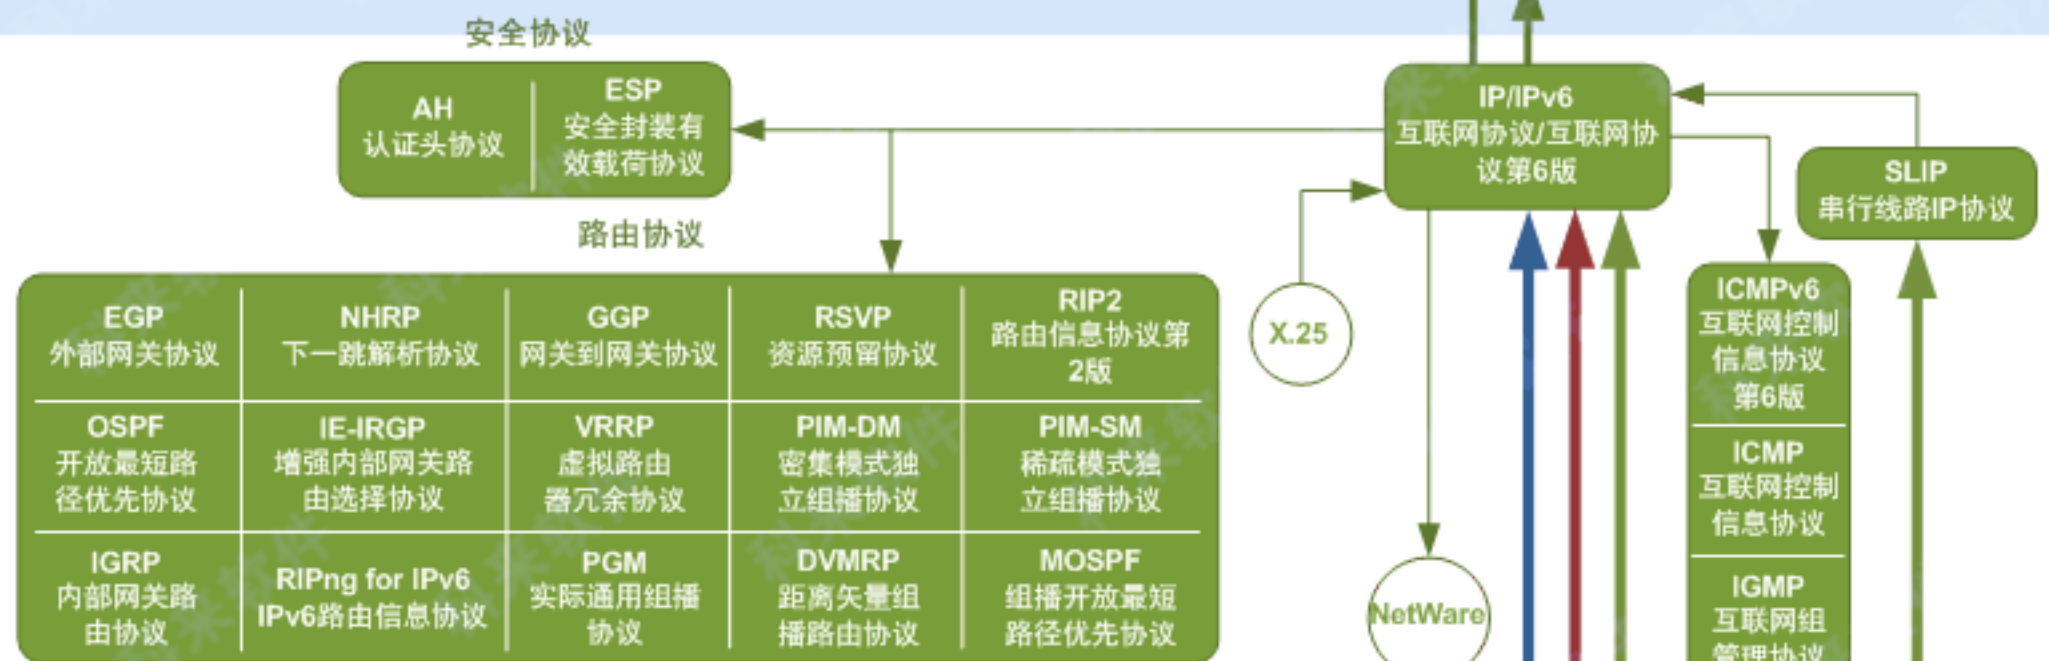 安全协议
AH
认证头协议
ESP
安全封装有
效载荷协议
IP/IPv6
互联网协议/互联网协
议第6版
SLIP
串行线路IP协议
路由协议
EGP
外部网关协议
NHRP
下一跳解析协议
GGP
网关到网关协议
RSVP
资源预留协议
RIP2
路由信息协议第
2版
X.25
OSPF
开放最短路
径优先协议
IE-IRGP
增强内部网关路
由选择协议
VRRP
虚拟路由
器冗余协议
PIM-DM
密集模式独
立组播协议
PIM-SM
稀疏模式独
立组播协议
IGRP
内部网关路
由协议
RIPng for IPv6
IPv6路由信息协议
PGM
实际通用组播
协议
DVMRP
距离矢量组
播路由协议
MOSPF
组播开放最短
路径优先协议
NetWare
ICMPv6
互联网控制
信息协议
第6版
ICMP
互联网控制
信息协议
IGMP
互联网组
管理协议